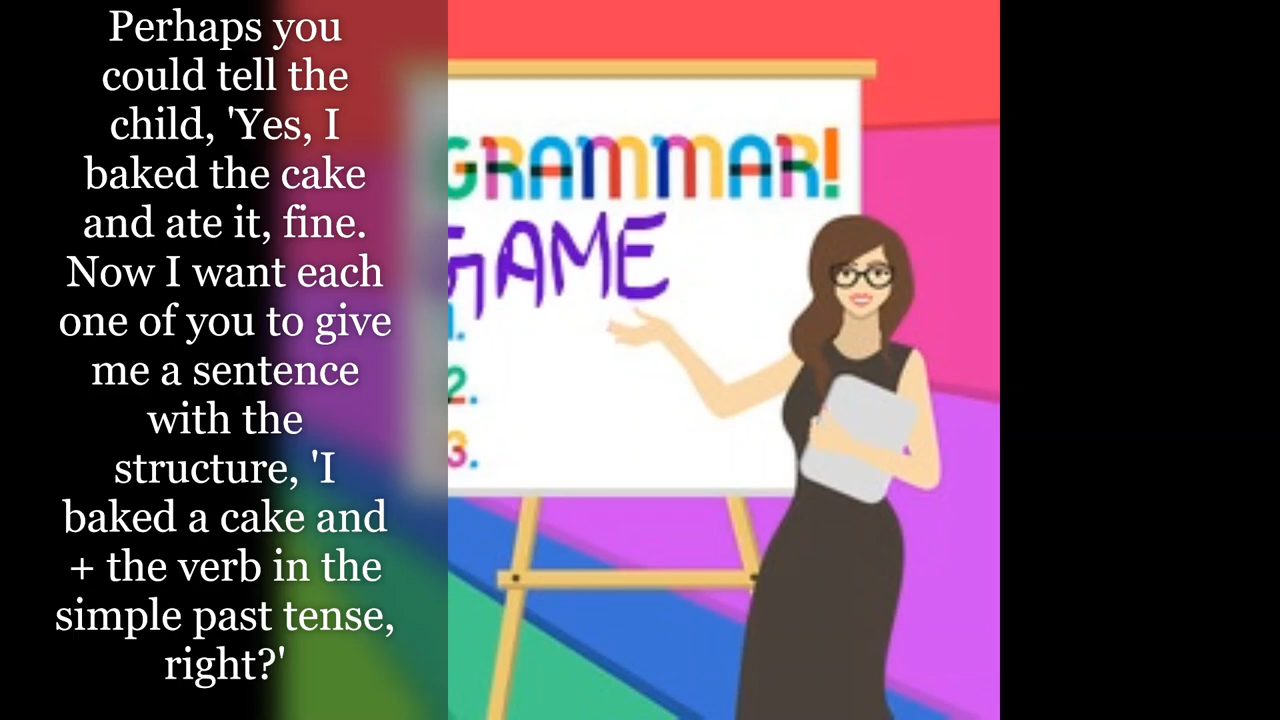 Perhaps you
could tell the
child, 'Yes, I
baked the cake
and ate it, fine.
Now I want each
one of you to give
me a sentence
with the
structure, 'I
baked a cake and
+ the verb in the
simple past tense,
right?'
GRAMMAR!
GAME
1.
2.
3.